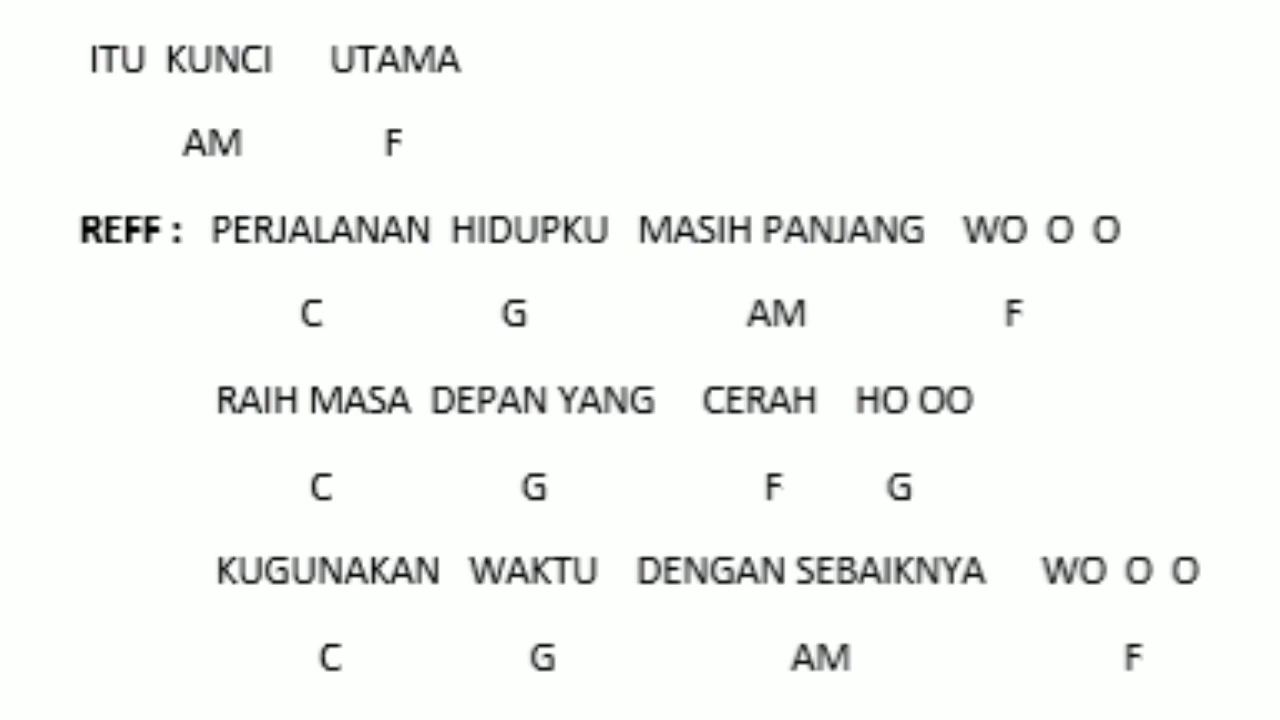 ITU KUNCI UTAMA
AM F
REFF : PERJALANAN HIDUPKU MASIH PANJANG WO O O
C G AM F
RAIH MASA DEPAN YANG CERAH HO OO
C G F G
KUGUNAKAN WAKTU DENGAN SEBAIKNYA WO O O
C G AM F